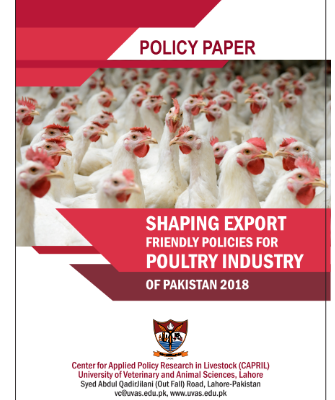 POLICY PAPER
SHAPING EXPORT
FRIENDLY POLICIES FOR
POULTRY INDUSTRY
OF PAKISTAN 2018
Center for Applied Policy Research in Livestock (CAPRIL)
University of Veterinary and Animal Sciences, Lahore
Syed Abdul QadirJilani (Out Fall) Road, Lahore-Pakistan
vc@uvas.edu.pk, www.uvas.edu.pk